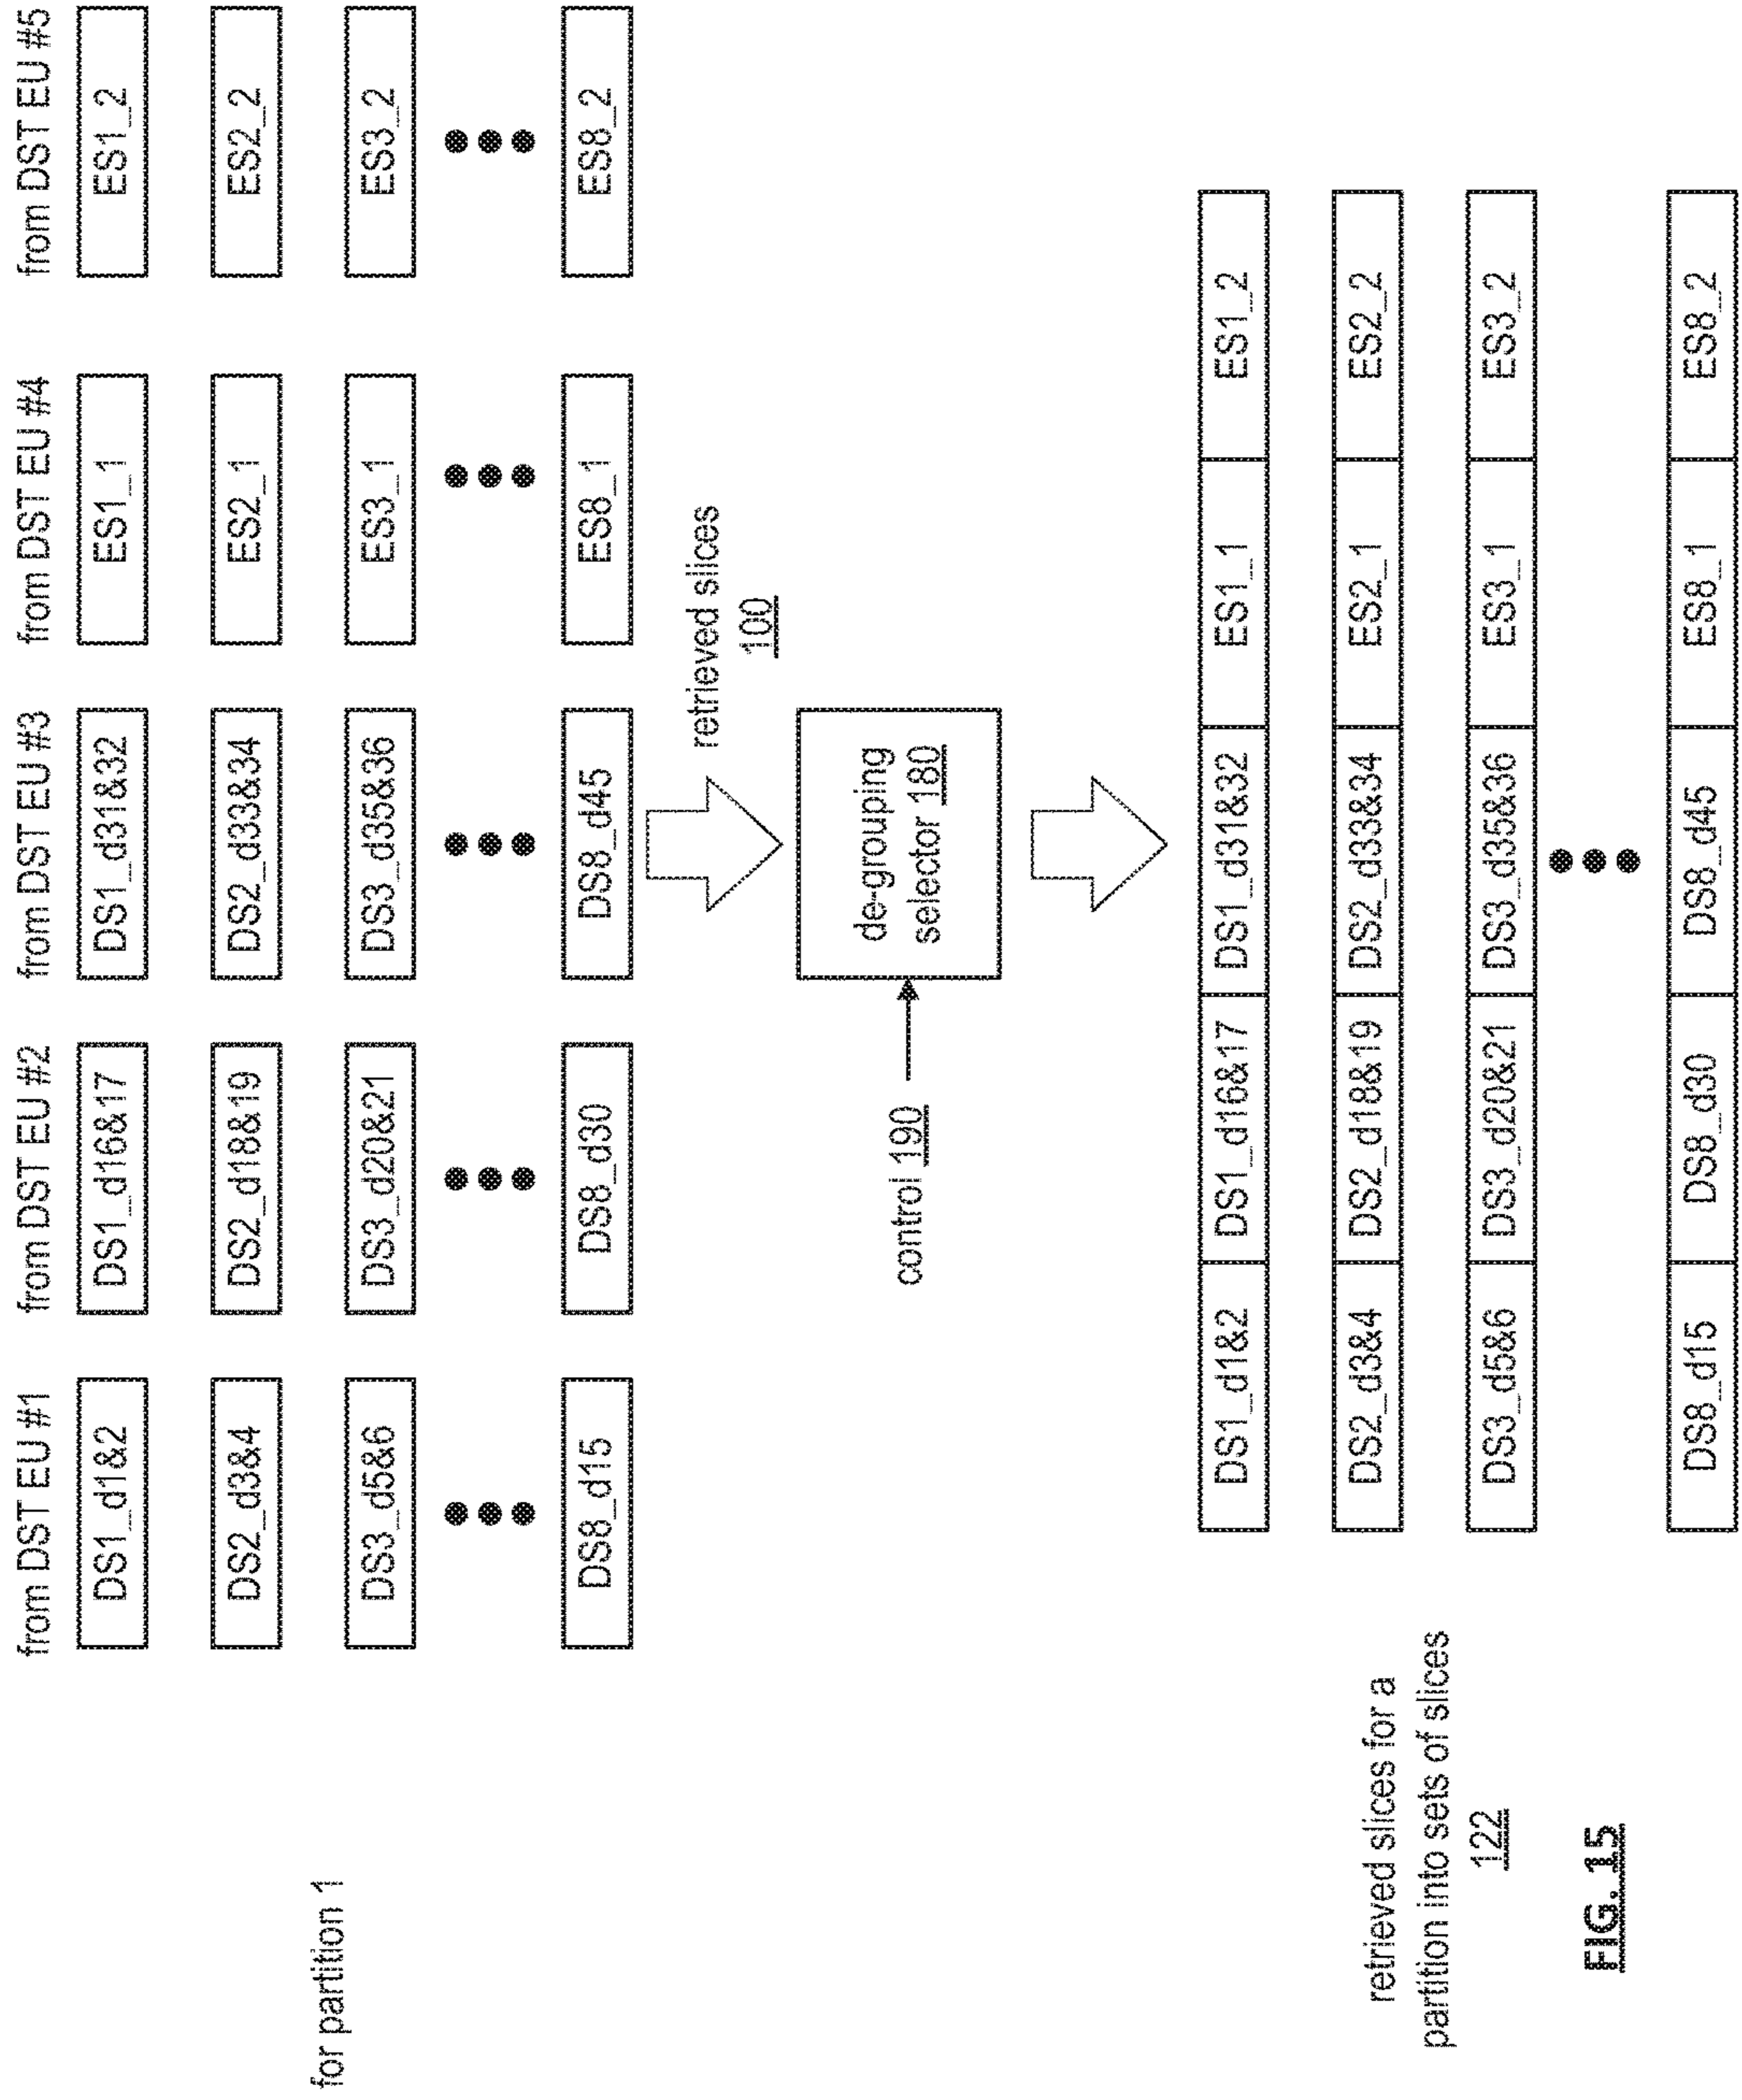 from DST EU #1 from DST EU #2 from DST EU #3 from DST EU #4 from DST EU #5
DS1_d1&2 DS1_d16&17 DS1_d31&32 ES1_1 ES1_2
DS2_d3&4 DS2_d18&19 DS2_d33&34 ES2_1 ES2_2
for partition 1
DS3_d5&6 DS3_d20&21 DS3_d35&36 ES3_1 ES3_2
DS8_d15 DS8_d30 DS8_d45 ES8_1 ES8_2
retrieved slices
100
de-grouping
selector 180
control 190
DS1_d1&2 DS1_d16&17 DS1_d31&32 ES1_1 ES1_2
DS2_d3&4 DS2_d18&19 DS2_d33&34 ES2_1 ES2_2
DS3_d5&6 DS3_d20&21 DS3_d35&36 ES3_1 ES3_2
DS8_d15 DS8_d30 DS8_d45 ES8_1 ES8_2
retrieved slices for a
partition into sets of slices
122
FIG. 15